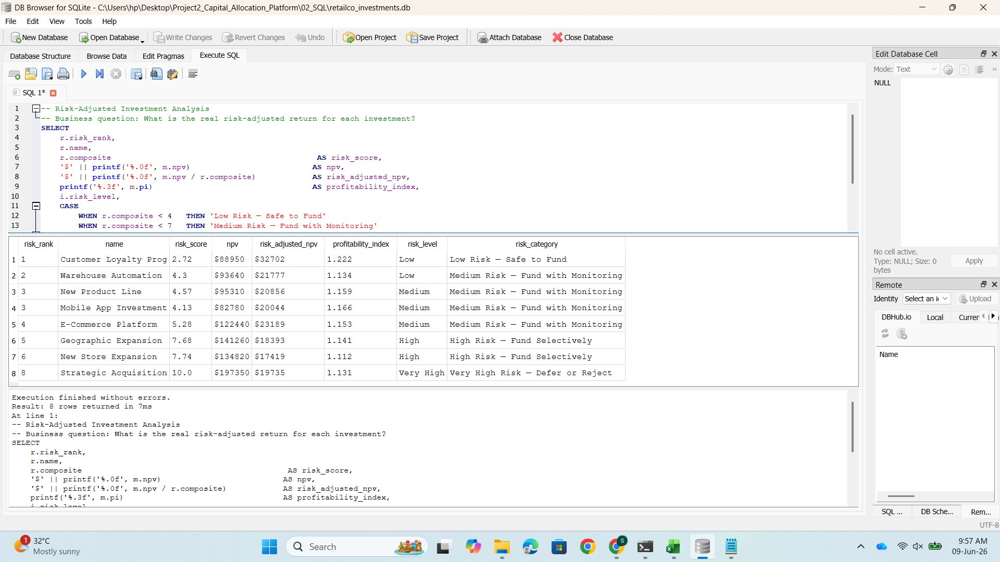 DB Browser for SQLite - C:\Users\hp\Desktop\Project2_Capital_Allocation_Platform\02_SQL\retailco_investments.db
File Edit View Tools Help
New Database Open Database Write Changes Revert Changes Undo Open Project Save Project Attach Database Close Database
Database Structure Browse Data Edit Pragmas Execute SQL
SQL 1*
1 -- Risk-Adjusted Investment Analysis
2 -- Business question: What is the real risk-adjusted return for each investment?
3 SELECT
4 r.risk_rank,
5 r.name,
6 r.composite AS risk_score,
7 '$' || printf('%.0f', m.npv) AS npv,
8 '$' || printf('%.0f', m.npv / r.composite) AS risk_adjusted_npv,
9 printf('%.3f', m.pi) AS profitability_index,
10 i.risk_level,
11 CASE
12 WHEN r.composite < 4 THEN 'Low Risk — Safe to Fund'
13 WHEN r.composite < 7 THEN 'Medium Risk — Fund with Monitoring'
risk_rank name risk_score npv risk_adjusted_npv profitability_index risk_level risk_category
1 1 Customer Loyalty Prog 2.72 $88950 $32702 1.222 Low Low Risk — Safe to Fund
2 2 Warehouse Automation 4.3 $93640 $21777 1.134 Low Medium Risk — Fund with Monitoring
3 3 New Product Line 4.57 $95310 $20856 1.159 Medium Medium Risk — Fund with Monitoring
4 3 Mobile App Investment 4.13 $82780 $20044 1.166 Medium Medium Risk — Fund with Monitoring
5 4 E-Commerce Platform 5.28 $122440 $23189 1.153 Medium Medium Risk — Fund with Monitoring
6 5 Geographic Expansion 7.68 $141260 $18393 1.141 High High Risk — Fund Selectively
7 6 New Store Expansion 7.74 $134820 $17419 1.112 High High Risk — Fund Selectively
8 8 Strategic Acquisition 10.0 $197350 $19735 1.131 Very High Very High Risk — Defer or Reject
Execution finished without errors.
Result: 8 rows returned in 7ms
At line 1:
-- Risk-Adjusted Investment Analysis
-- Business question: What is the real risk-adjusted return for each investment?
SELECT
r.risk_rank,
r.name,
r.composite AS risk_score,
'$' || printf('%.0f', m.npv) AS npv,
'$' || printf('%.0f', m.npv / r.composite) AS risk_adjusted_npv,
printf('%.3f', m.pi) AS profitability_index,
Edit Database Cell
Mode: Text
NULL
No cell active.
Type: NULL; Size: 0
bytes
Apply
Remote
Identity Select an i Upload
DBHub.io Local Curren
Name
SQL ... DB Sche... Rem...
UTF-8
1
32°C
Mostly sunny
Search
S
9:57 AM
09-Jun-26